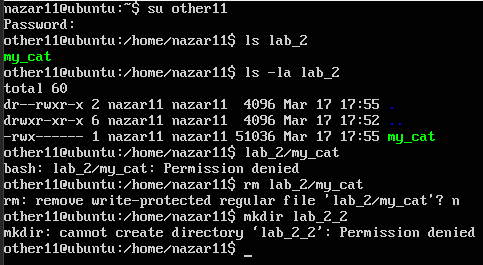 nazar11@ubuntu:~$ su other11
Password:
other11@ubuntu:/home/nazar11$ ls lab_2
my_cat
other11@ubuntu:/home/nazar11$ ls -la lab_2
total 60
dr--rwxr-x 2 nazar11 nazar11  4096 Mar 17 17:55 .
drwxr-xr-x 6 nazar11 nazar11  4096 Mar 17 17:52 ..
-rwx------ 1 nazar11 nazar11 51036 Mar 17 17:55 my_cat
other11@ubuntu:/home/nazar11$ lab_2/my_cat
bash: lab_2/my_cat: Permission denied
other11@ubuntu:/home/nazar11$ rm lab_2/my_cat
rm: remove write-protected regular file 'lab_2/my_cat'? n
other11@ubuntu:/home/nazar11$ mkdir lab_2_2
mkdir: cannot create directory ‘lab_2_2’: Permission denied
other11@ubuntu:/home/nazar11$ _